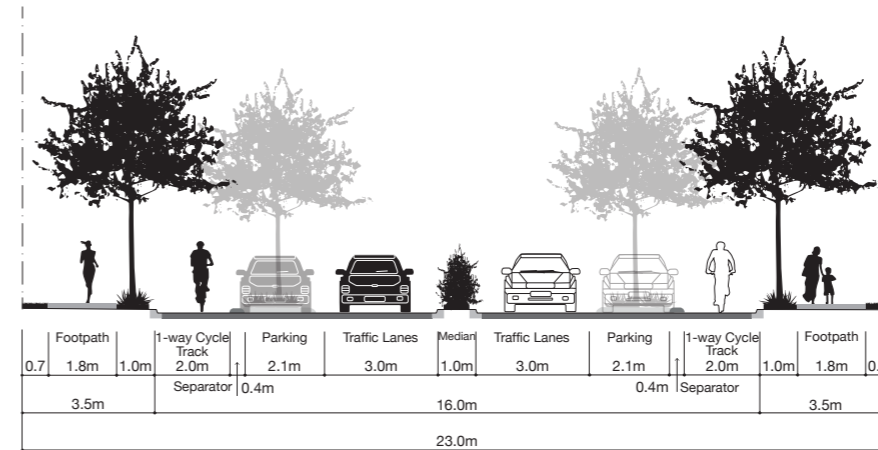 Footpath 1-way Cycle Track Parking Traffic Lanes Median Traffic Lanes Parking 1-way Cycle Track Footpath
0.7 1.8m 1.0m 2.0m 2.1m 3.0m 1.0m 3.0m 2.1m 2.0m 1.0m 1.8m 0.
Separator 0.4m 0.4m Separator
3.5m 16.0m 3.5m
23.0m